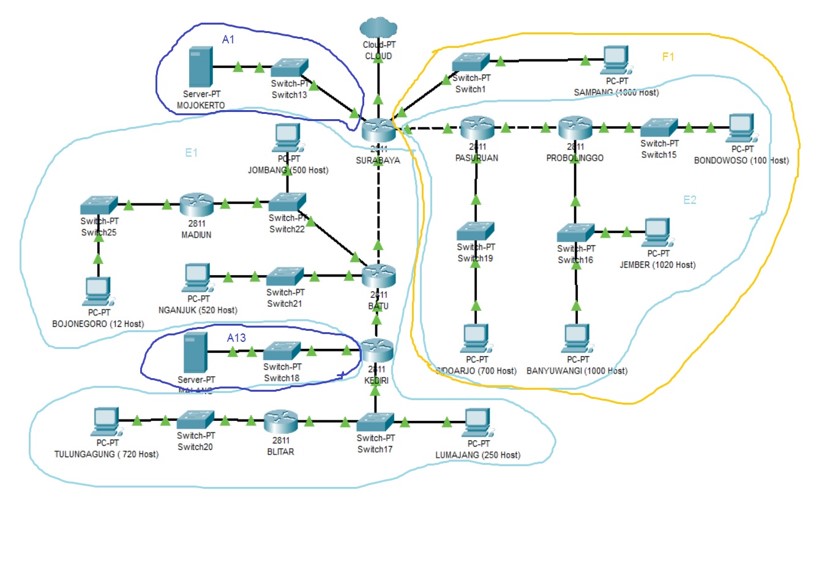 A1
Cloud-PT
CLOUD
F1
Server-PT
MOJOKERTO
Switch-PT
Switch13
Switch-PT
Switch1
PC-PT
SAMPANG (1000 Host)
E1
PC-PT
JOMBANG (500 Host)
2811
SURABAYA
2811
PASURUAN
2811
PROBOLINGGO
Switch-PT
Switch15
PC-PT
BONDOWOSO (100 Host)
E2
Switch-PT
Switch25
2811
MADIUN
Switch-PT
Switch22
Switch-PT
Switch19
Switch-PT
Switch16
PC-PT
JEMBER (1020 Host)
PC-PT
BOJONEGORO (12 Host)
PC-PT
NGANJUK (520 Host)
Switch-PT
Switch21
2811
BATU
A13
Server-PT
MALANG
Switch-PT
Switch18
2811
KEDIRI
PC-PT
SIDOARJO (700 Host)
PC-PT
BANYUWANGI (1000 Host)
PC-PT
TULUNGAGUNG ( 720 Host)
Switch-PT
Switch20
2811
BLITAR
Switch-PT
Switch17
PC-PT
LUMAJANG (250 Host)